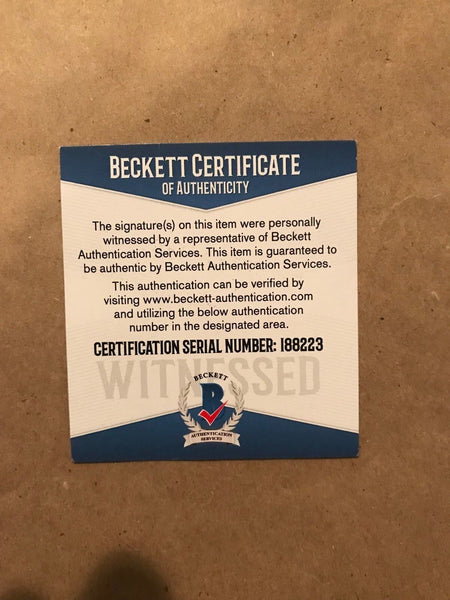 BECKETT CERTIFICATE
OF AUTHENTICITY
The signature(s) on this item were personally
witnessed by a representative of Beckett
Authentication Services. This item is guaranteed to
be authentic by Beckett Authentication Services.
This authentication can be verified by
visiting www.beckett-authentication.com
and utilizing the below authentication
number in the designated area.
CERTIFICATION SERIAL NUMBER: I88223
WITNESSED
BECKETT
B
AUTHENTICATION
SERVICES